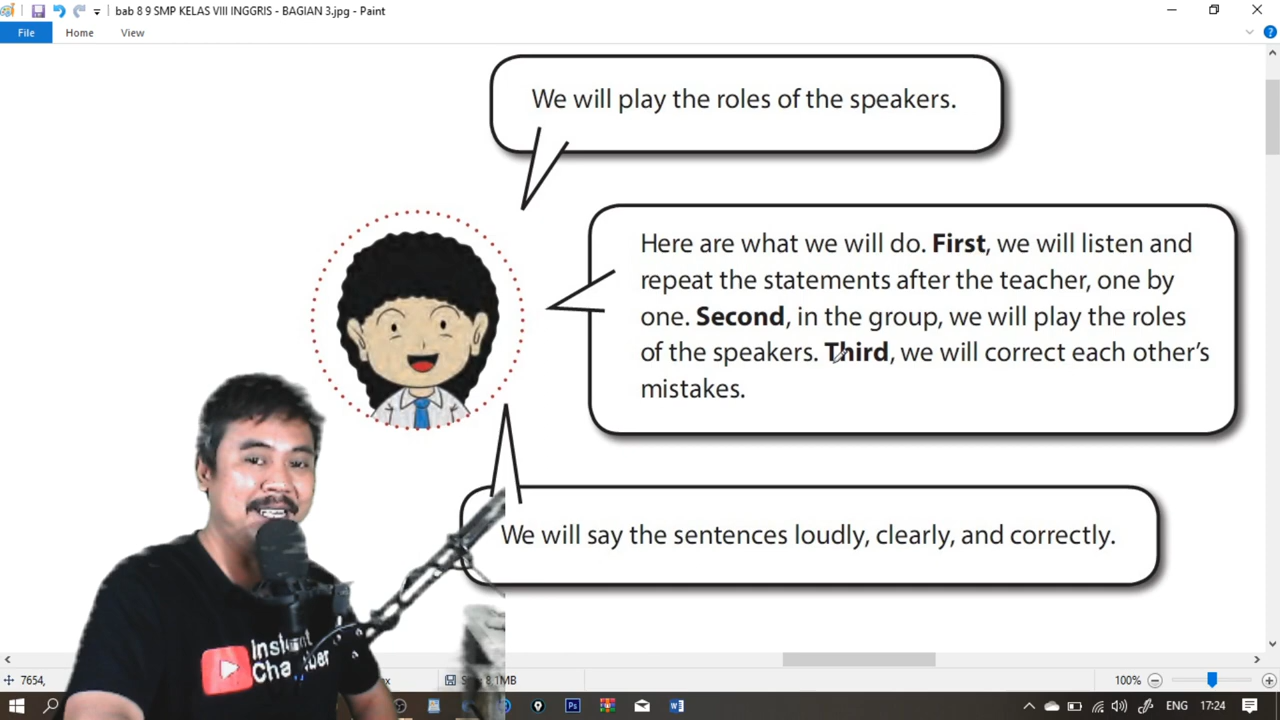 bab 8 9 SMP KELAS VIII INGGRIS - BAGIAN 3.jpg - Paint
File Home View
We will play the roles of the speakers.
Here are what we will do. First, we will listen and
repeat the statements after the teacher, one by
one. Second, in the group, we will play the roles
of the speakers. Third, we will correct each other's
mistakes.
We will say the sentences loudly, clearly, and correctly.
7654,
8.1MB
100%
Ps
W
ENG
17:24